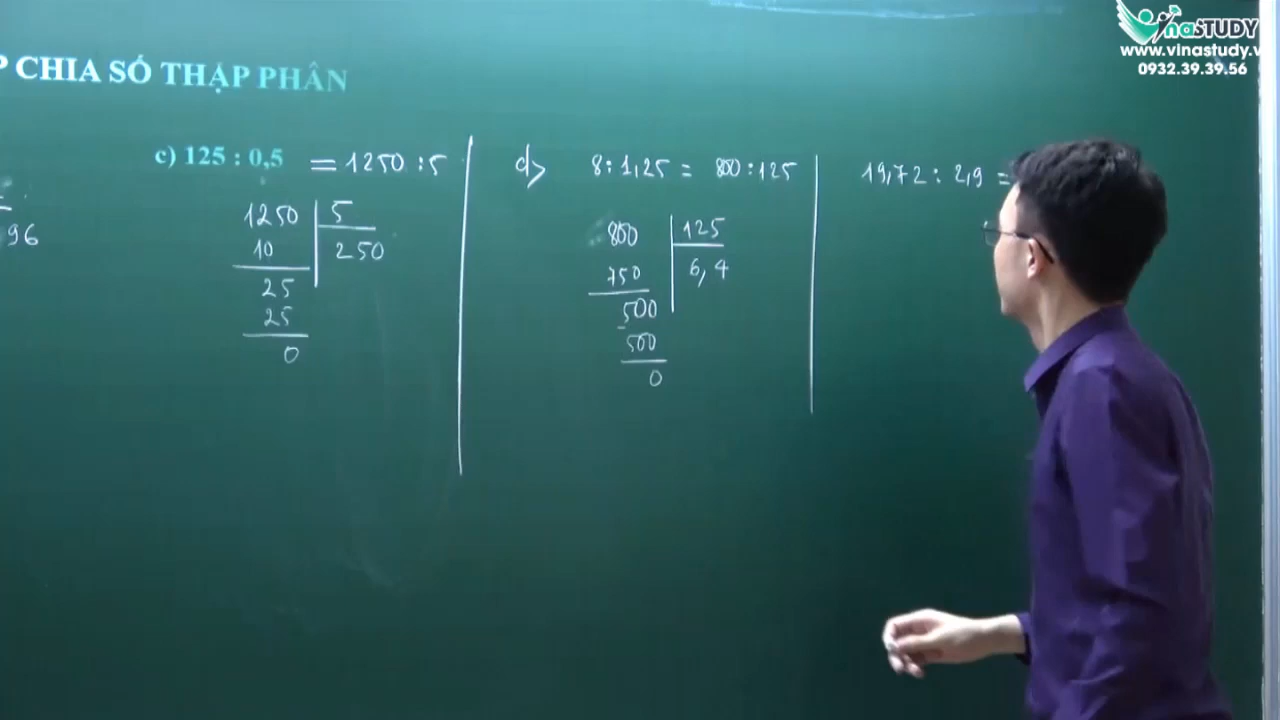 VinaSTUDY
www.vinastudy.v
0932.39.39.56
P CHIA SỐ THẬP PHÂN
96
c) 125 : 0,5 = 1250 : 5
1250 5
10 250
25
25
0
d> 8 : 1,25 = 800 : 125
800 125
750 6,4
500
500
0
19,72 : 2,9 =